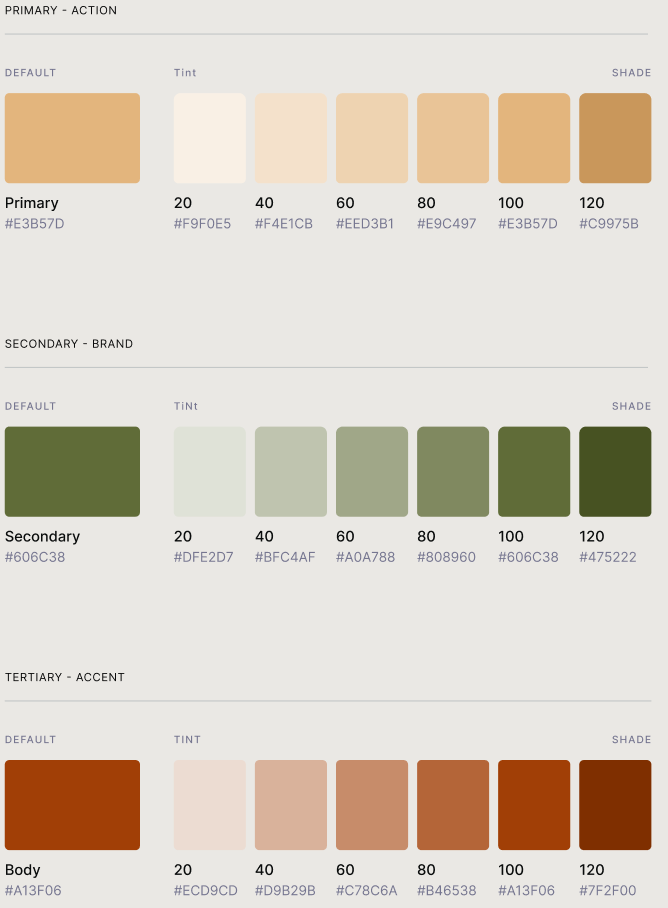 PRIMARY - ACTION
DEFAULT Tint SHADE
Primary 20 40 60 80 100 120
#E3B57D #F9F0E5 #F4E1CB #EED3B1 #E9C497 #E3B57D #C9975B
SECONDARY - BRAND
DEFAULT TiNt SHADE
Secondary 20 40 60 80 100 120
#606C38 #DFE2D7 #BFC4AF #A0A788 #808960 #606C38 #475222
TERTIARY - ACCENT
DEFAULT TINT SHADE
Body 20 40 60 80 100 120
#A13F06 #ECD9CD #D9B29B #C78C6A #B46538 #A13F06 #7F2F00